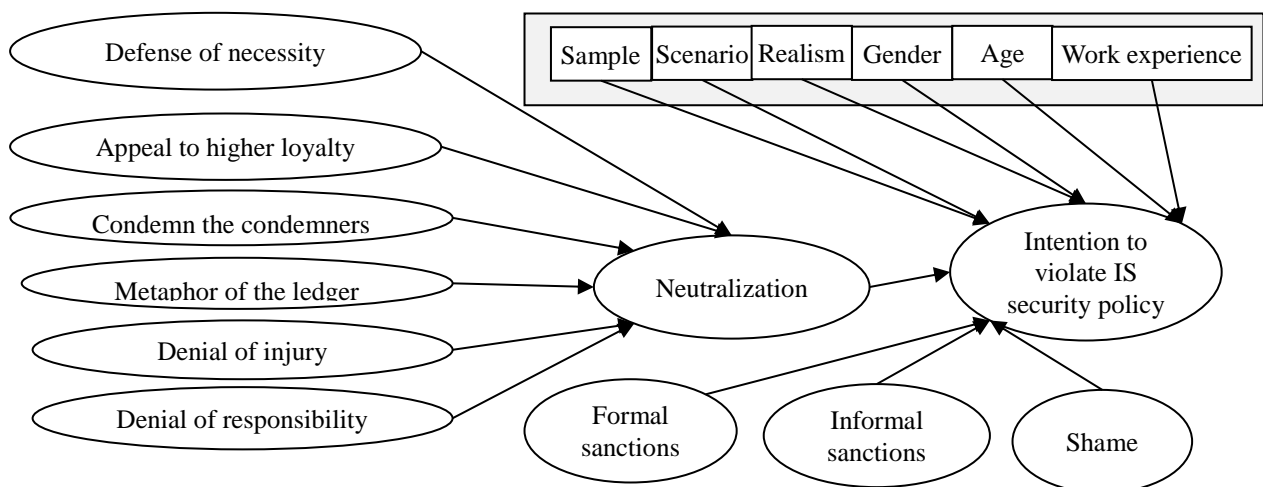 Defense of necessity
Sample
Scenario
Realism
Gender
Age
Work experience
Appeal to higher loyalty
Condemn the condemners
Metaphor of the ledger
Denial of injury
Denial of responsibility
Neutralization
Intention to
violate IS
security policy
Formal
sanctions
Informal
sanctions
Shame